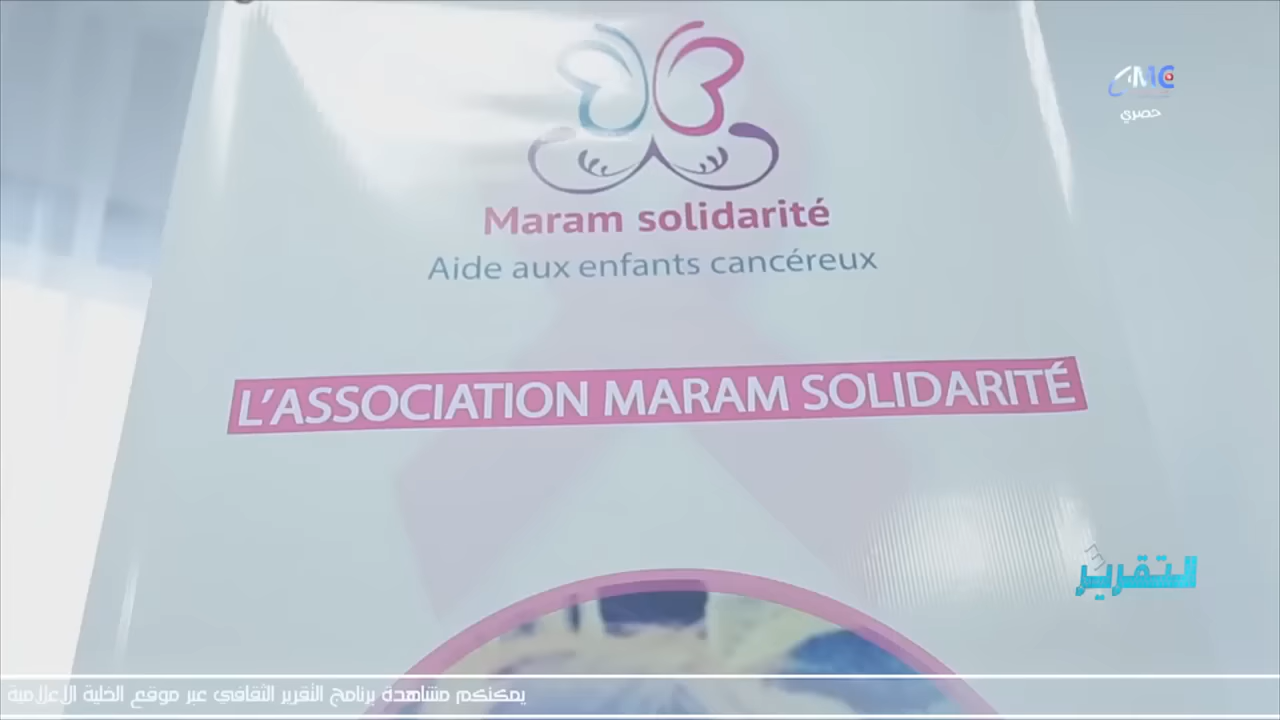 MC
حصري
Maram solidarité
Aide aux enfants cancéreux
L'ASSOCIATION MARAM SOLIDARITÉ
التقرير
يمكنكم مشاهدة برنامج التقرير الثقافي عبر موقع الخلية الإعلامية